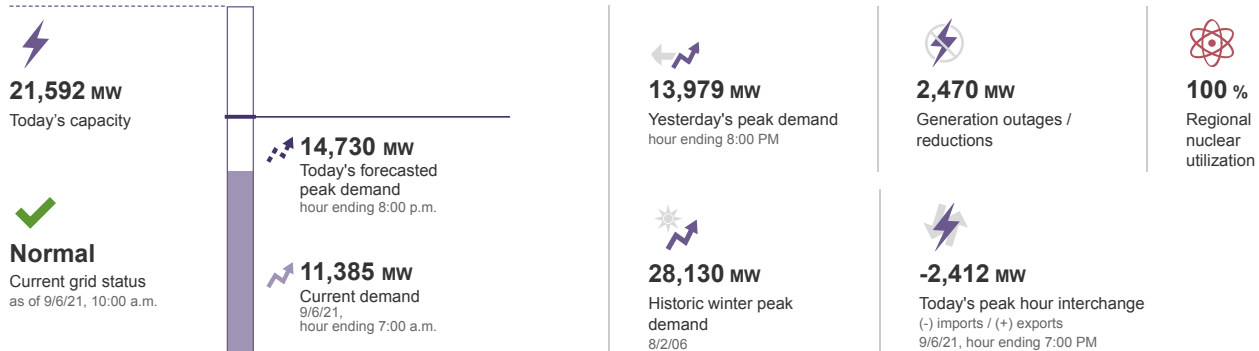 21,592 MW
Today's capacity
Normal
Current grid status
as of 9/6/21, 10:00 a.m.
14,730 MW
Today's forecasted
peak demand
hour ending 8:00 p.m.
11,385 MW
Current demand
9/6/21,
hour ending 7:00 a.m.
13,979 MW
Yesterday's peak demand
hour ending 8:00 PM
2,470 MW
Generation outages /
reductions
100 %
Regional
nuclear
utilization
28,130 MW
Historic winter peak
demand
8/2/06
-2,412 MW
Today's peak hour interchange
(-) imports / (+) exports
9/6/21, hour ending 7:00 PM